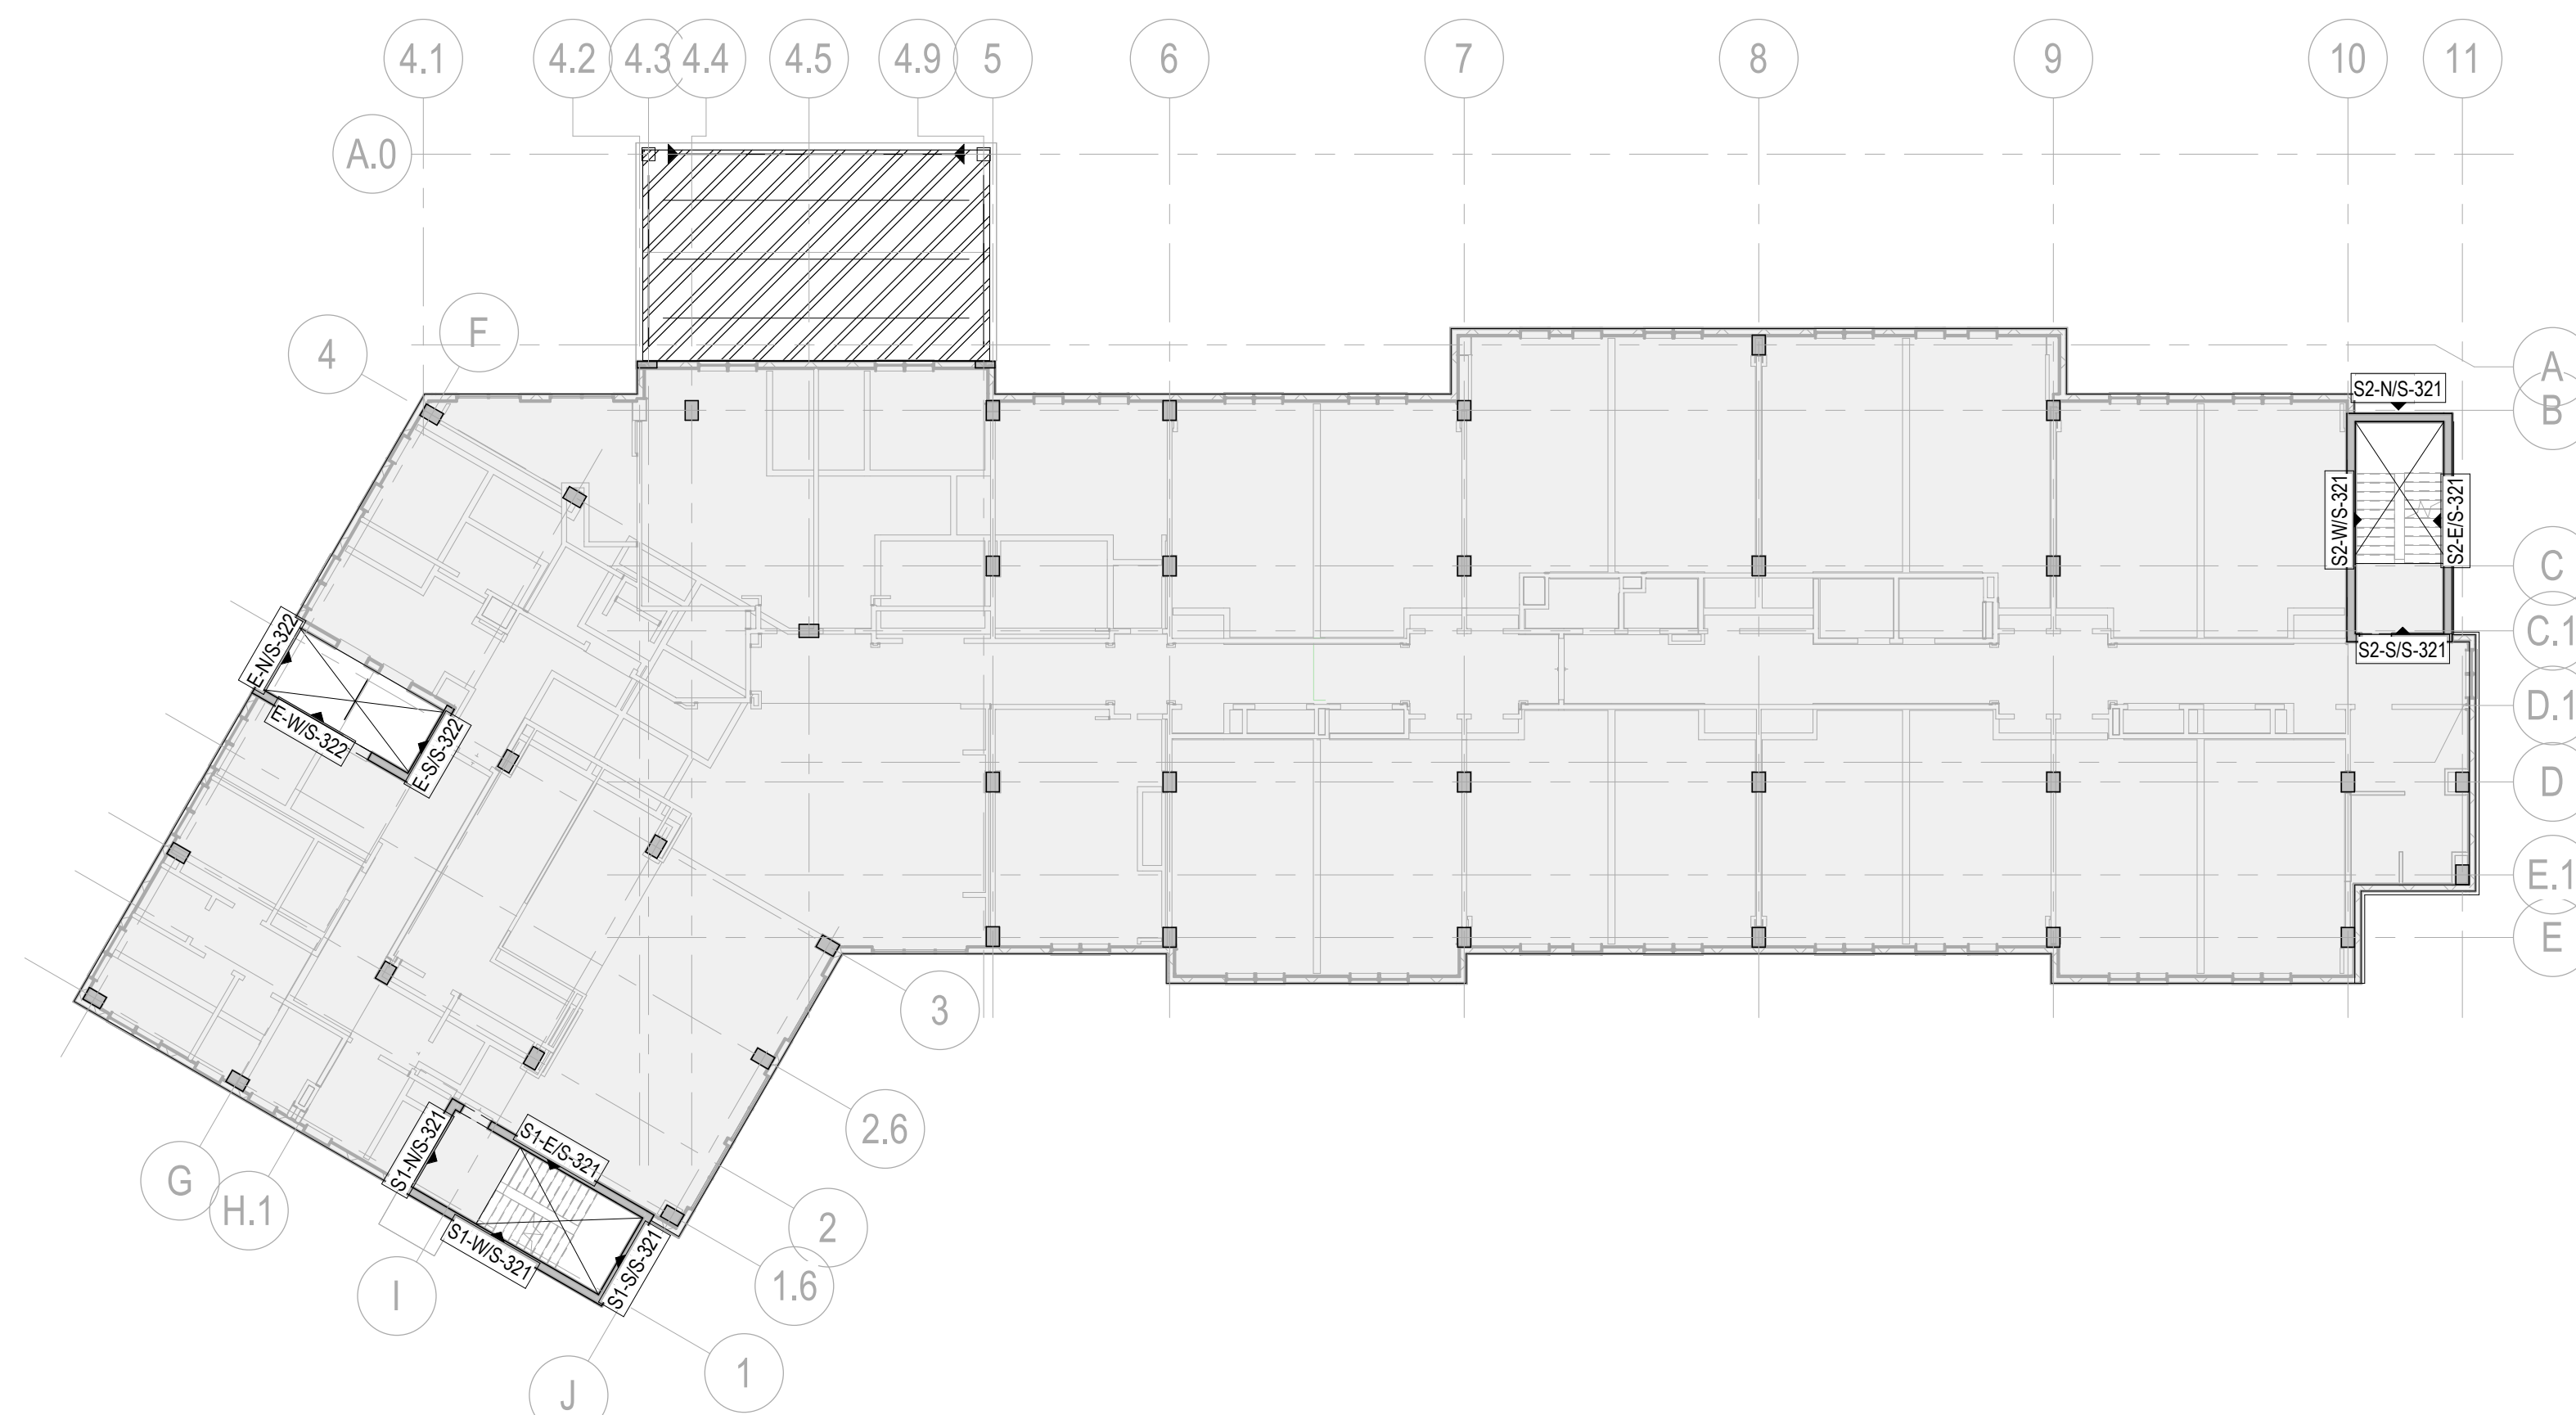 4.1
4.2
4.3
4.4
4.5
4.9
5
6
7
8
9
10
11
A.0
F
4
A
S2-N/S-321
B
S2-W/S-321
S2-E/S-321
C
C.1
S2-S/S-321
E-N/S-322
E-W/S-322
E-S/S-322
D.1
D
E.1
E
3
2.6
S1-N/S-321
S1-E/S-321
G
H.1
2
S1-W/S-321
S1-S/S-321
1.6
I
1
J